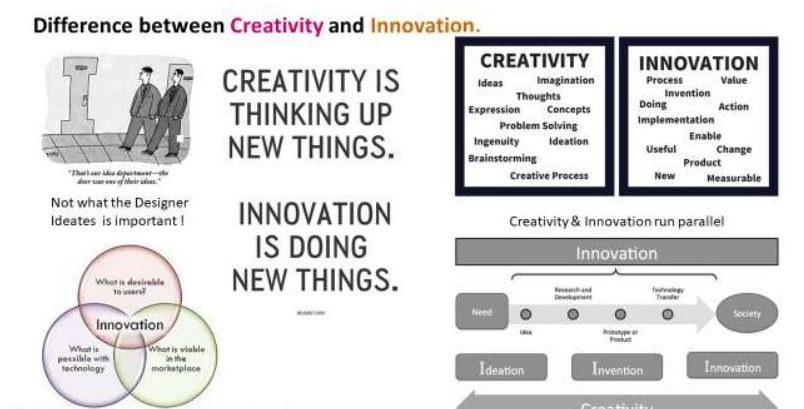 Difference between Creativity and Innovation.
"That's our idea department—the
door was one of their ideas."
Not what the Designer
Ideates is important !
What is desirable
to users?
Innovation
What is
possible with
technology
What is viable
in the
marketplace
CREATIVITY IS
THINKING UP
NEW THINGS.
INNOVATION
IS DOING
NEW THINGS.
CREATIVITY
Ideas
Imagination
Thoughts
Expression
Concepts
Problem Solving
Ingenuity
Ideation
Brainstorming
Creative Process
INNOVATION
Process
Value
Invention
Doing
Action
Implementation
Enable
Useful
Change
Product
New
Measurable
Creativity & Innovation run parallel
Innovation
Need
Research and
Development
Technology
Transfer
Idea
Prototype or
Product
Society
Ideation
Invention
Innovation
Creativity